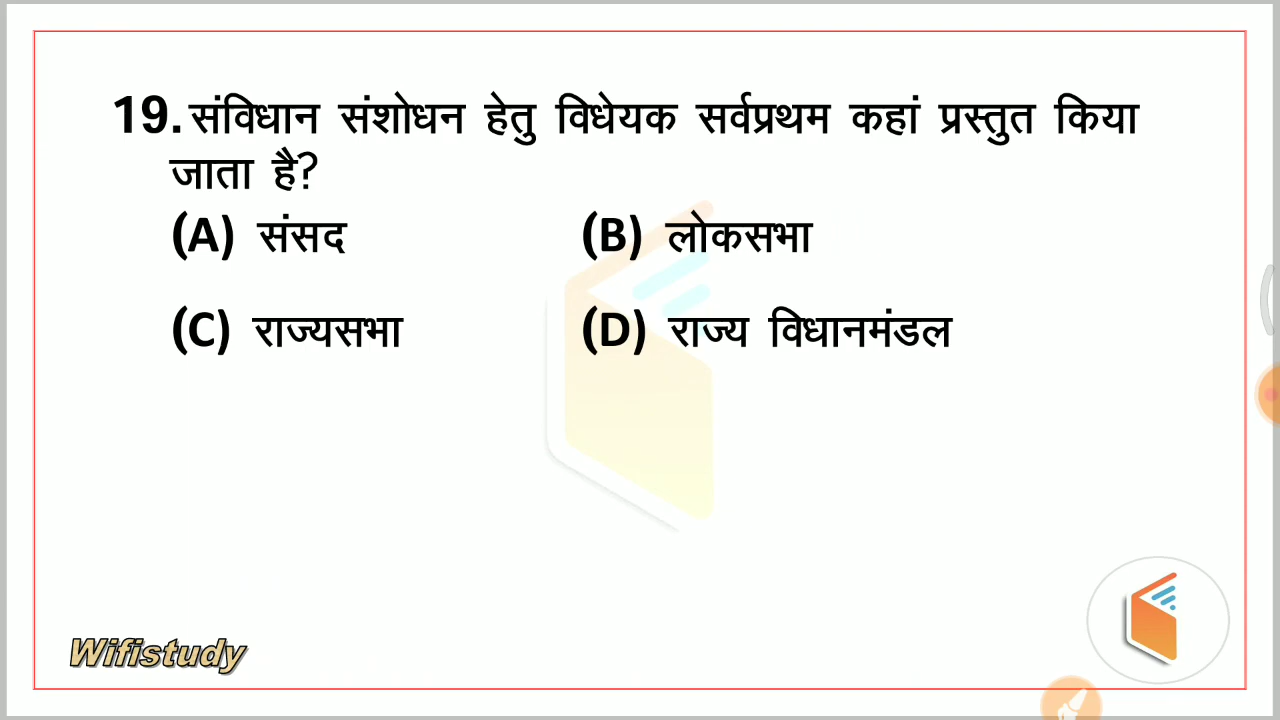 19. संविधान संशोधन हेतु विधेयक सर्वप्रथम कहां प्रस्तुत किया
जाता है?
(A) संसद (B) लोकसभा
(C) राज्यसभा (D) राज्य विधानमंडल
Wifistudy